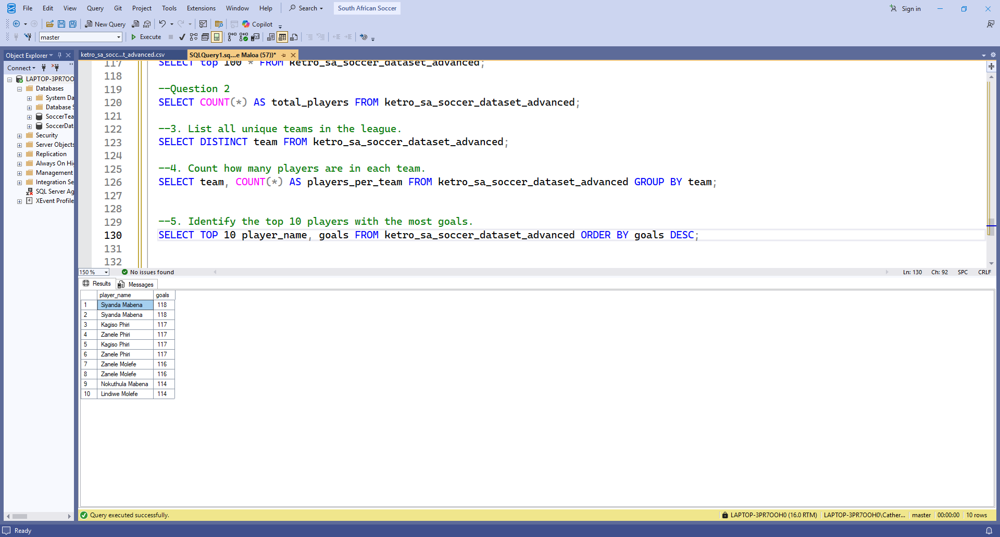 File Edit View Query Git Project Tools Extensions Window Help Search South African Soccer Sign in
New Query DAX Copilot
master Execute
Object Explorer ketro_sa_socc...t_advanced.csv SQLQuery1.sq...e Maloa (57))*
Connect
LAPTOP-3PR7OO
Databases
System Da
Database S
SoccerTea
SoccerDat
Security
Server Objects
Replication
Always On Hi
Management
Integration Se
SQL Server Ag
XEvent Profile
117 SELECT top 100 * FROM ketro_sa_soccer_dataset_advanced;
118
119 --Question 2
120 SELECT COUNT(*) AS total_players FROM ketro_sa_soccer_dataset_advanced;
121
122 --3. List all unique teams in the league.
123 SELECT DISTINCT team FROM ketro_sa_soccer_dataset_advanced;
124
125 --4. Count how many players are in each team.
126 SELECT team, COUNT(*) AS players_per_team FROM ketro_sa_soccer_dataset_advanced GROUP BY team;
127
128
129 --5. Identify the top 10 players with the most goals.
130 SELECT TOP 10 player_name, goals FROM ketro_sa_soccer_dataset_advanced ORDER BY goals DESC;
131
132
150 % No issues found Ln: 130 Ch: 92 SPC CRLF
Results Messages
player_name goals
1 Siyanda Mabena 118
2 Siyanda Mabena 118
3 Kagiso Phiri 117
4 Zanele Phiri 117
5 Kagiso Phiri 117
6 Zanele Phiri 117
7 Zanele Molefe 116
8 Zanele Molefe 116
9 Nokuthula Mabena 114
10 Lindiwe Molefe 114
Query executed successfully. LAPTOP-3PR7OOH0 (16.0 RTM) LAPTOP-3PR7OOH0\Cather... master 00:00:00 10 rows
Ready